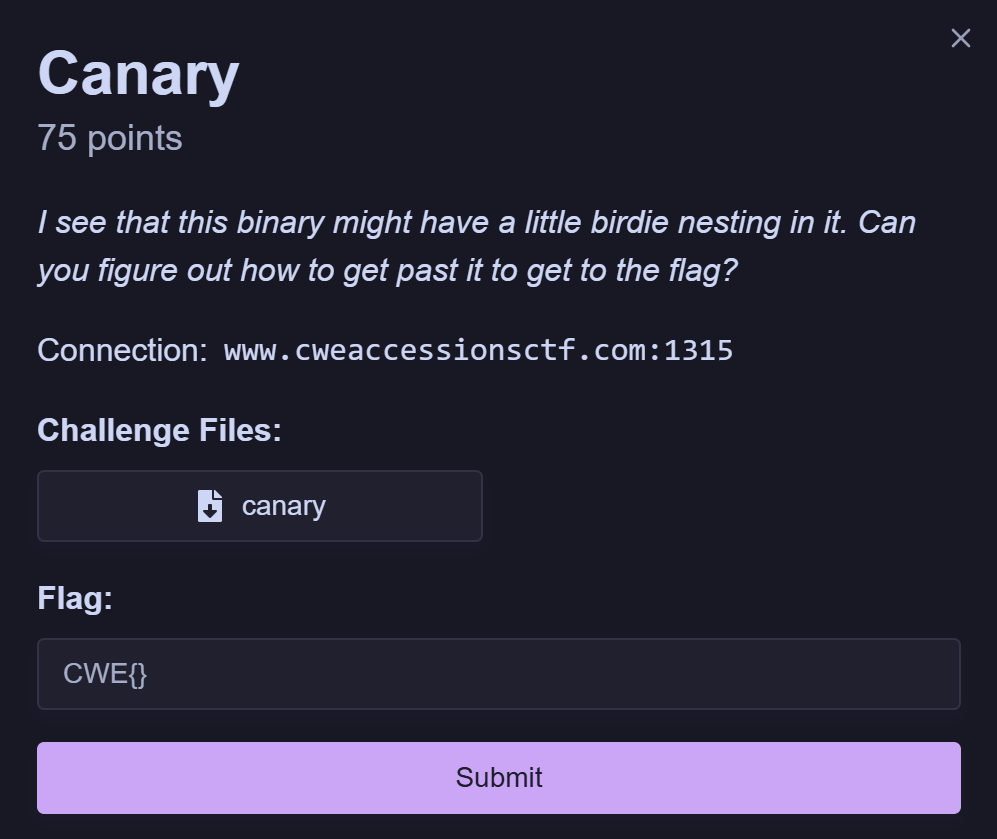 Canary
75 points
I see that this binary might have a little birdie nesting in it. Can
you figure out how to get past it to get to the flag?
Connection: www.cweaccessionsctf.com:1315
Challenge Files:
canary
Flag:
CWE{}
Submit